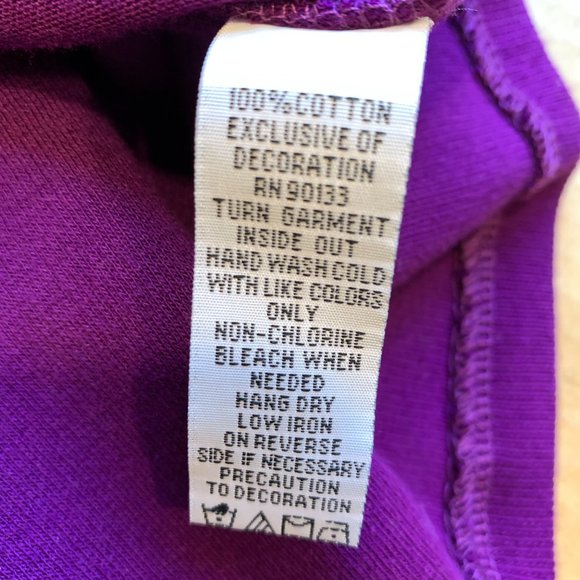 100% COTTON
EXCLUSIVE OF
DECORATION
RN 90133
TURN GARMENT
INSIDE OUT
HAND WASH COLD
WITH LIKE COLORS
ONLY
NON-CHLORINE
BLEACH WHEN
NEEDED
HANG DRY
LOW IRON
ON REVERSE
SIDE IF NECESSARY
PRECAUTION
TO DECORATION